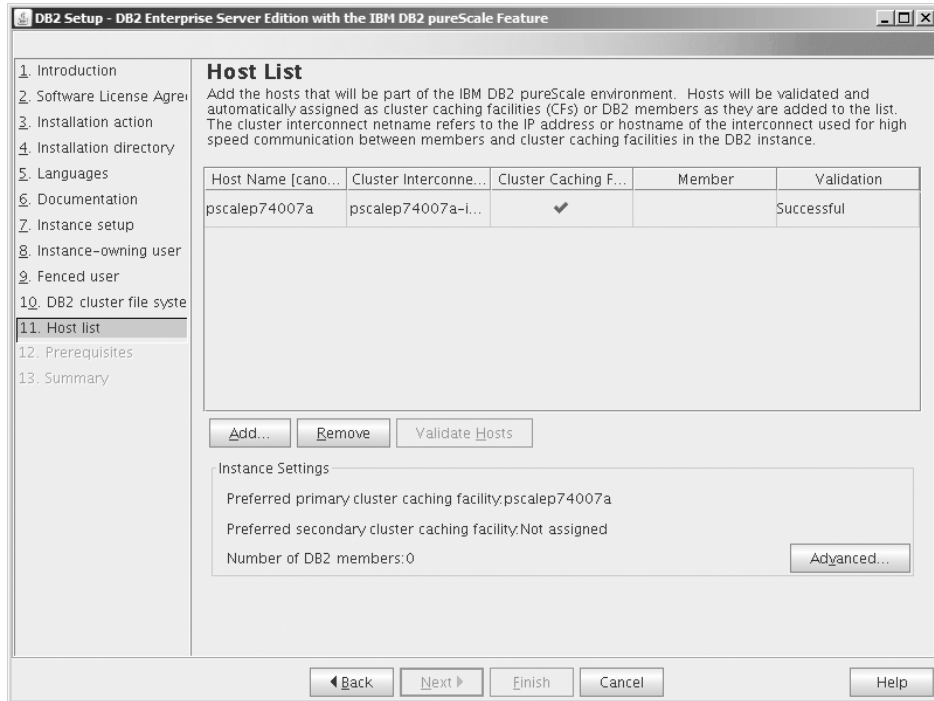 DB2 Setup - DB2 Enterprise Server Edition with the IBM DB2 pureScale Feature
1. Introduction
2. Software License Agre
3. Installation action
4. Installation directory
5. Languages
6. Documentation
7. Instance setup
8. Instance-owning user
9. Fenced user
10. DB2 cluster file syste
11. Host list
12. Prerequisites
13. Summary
Host List
Add the hosts that will be part of the IBM DB2 pureScale environment. Hosts will be validated and
automatically assigned as cluster caching facilities (CFs) or DB2 members as they are added to the list.
The cluster interconnect netname refers to the IP address or hostname of the interconnect used for high
speed communication between members and cluster caching facilities in the DB2 instance.
Host Name [cano... Cluster Interconne... Cluster Caching F... Member Validation
pscalep74007a pscalep74007a-i... ✔ Successful
Add... Remove Validate Hosts
Instance Settings
Preferred primary cluster caching facility:pscalep74007a
Preferred secondary cluster caching facility:Not assigned
Number of DB2 members:0
Advanced...
Back Next Finish Cancel Help